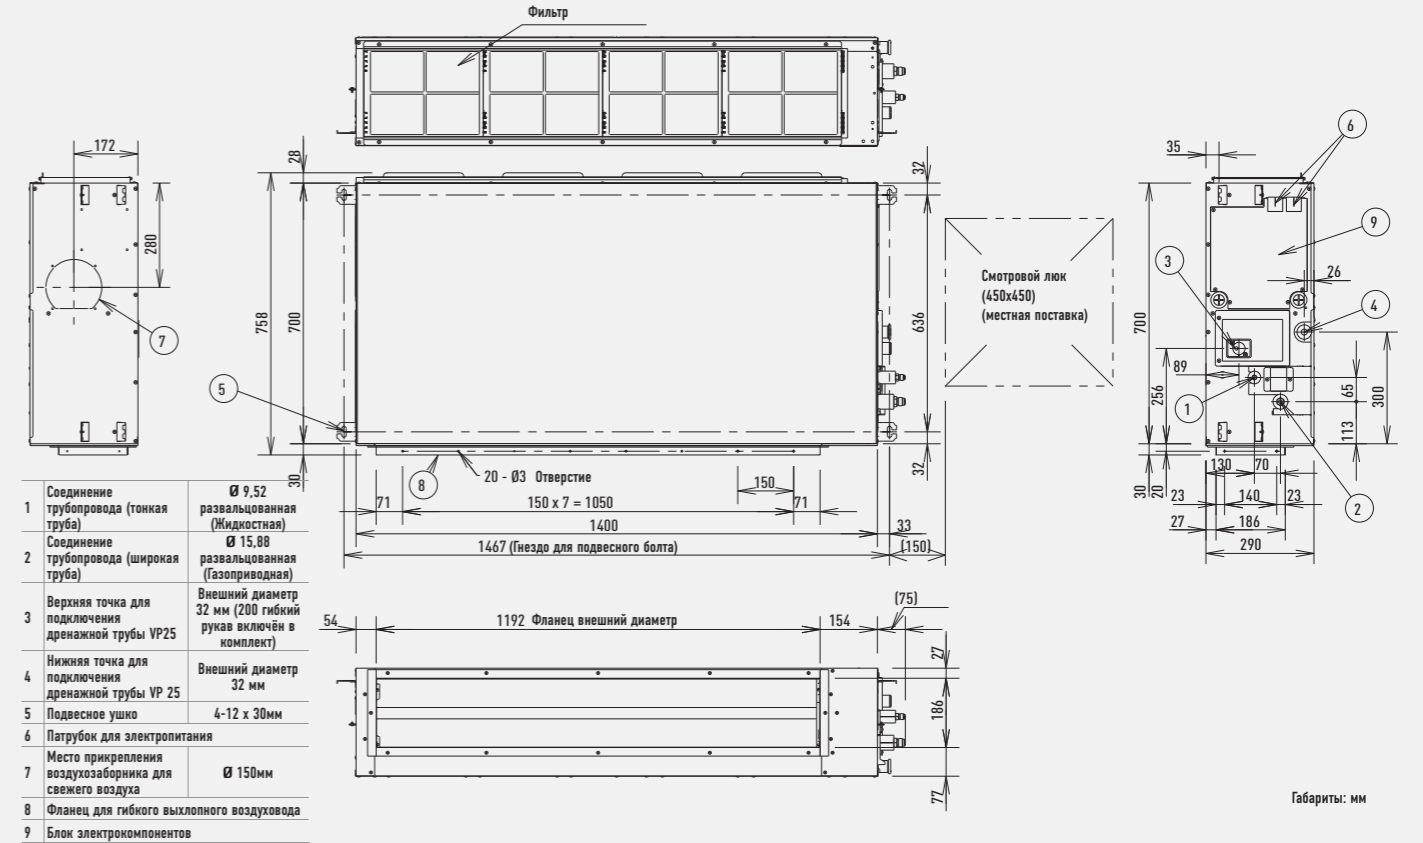 Фильтр
172
280
7
28
758
700
5
30
32
636
32
Смотровой люк
(450x450)
(местная поставка)
8
20 - Ø3 Отверстие
150
71
150 x 7 = 1050
71
1400
33
1467 (Гнездо для подвесного болта)
(150)
35
6
9
3
26
4
700
89
256
1
65
300
113
130
70
30
20
23
140
23
2
27
186
290
54
1192 Фланец внешний диаметр
154
(75)
27
186
77
1
Соединение
трубопровода (тонкая
труба)
Ø 9,52
развальцованная
(Жидкостная)
2
Соединение
трубопровода (широкая
труба)
Ø 15,88
развальцованная
(Газоприводная)
3
Верхняя точка для
подключения
дренажной трубы VP25
Внешний диаметр
32 мм (200 гибкий
рукав включён в
комплект)
4
Нижняя точка для
подключения
дренажной трубы VP 25
Внешний диаметр
32 мм
5
Подвесное ушко
4-12 x 30мм
6
Патрубок для электропитания
7
Место прикрепления
воздухозаборника для
свежего воздуха
Ø 150мм
8
Фланец для гибкого выхлопного воздуховода
9
Блок электрокомпонентов
Габариты: мм